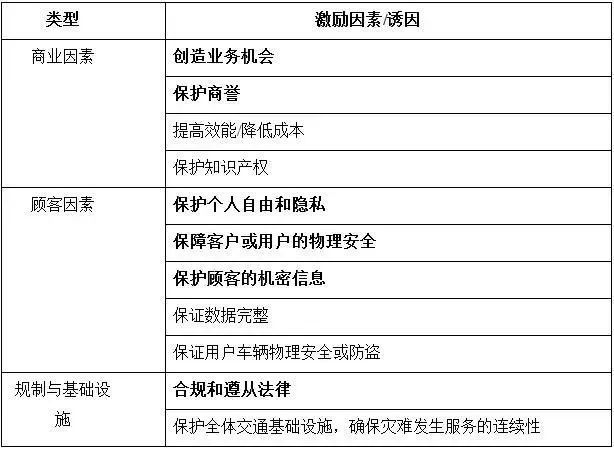 类型 激励因素/诱因
商业因素 创造业务机会
保护商誉
提高效能/降低成本
保护知识产权
顾客因素 保护个人自由和隐私
保障客户或用户的物理安全
保护顾客的机密信息
保证数据完整
保证用户车辆物理安全或防盗
规制与基础设 合规和遵从法律
施 保护全体交通基础设施，确保灾难发生服务的连续性